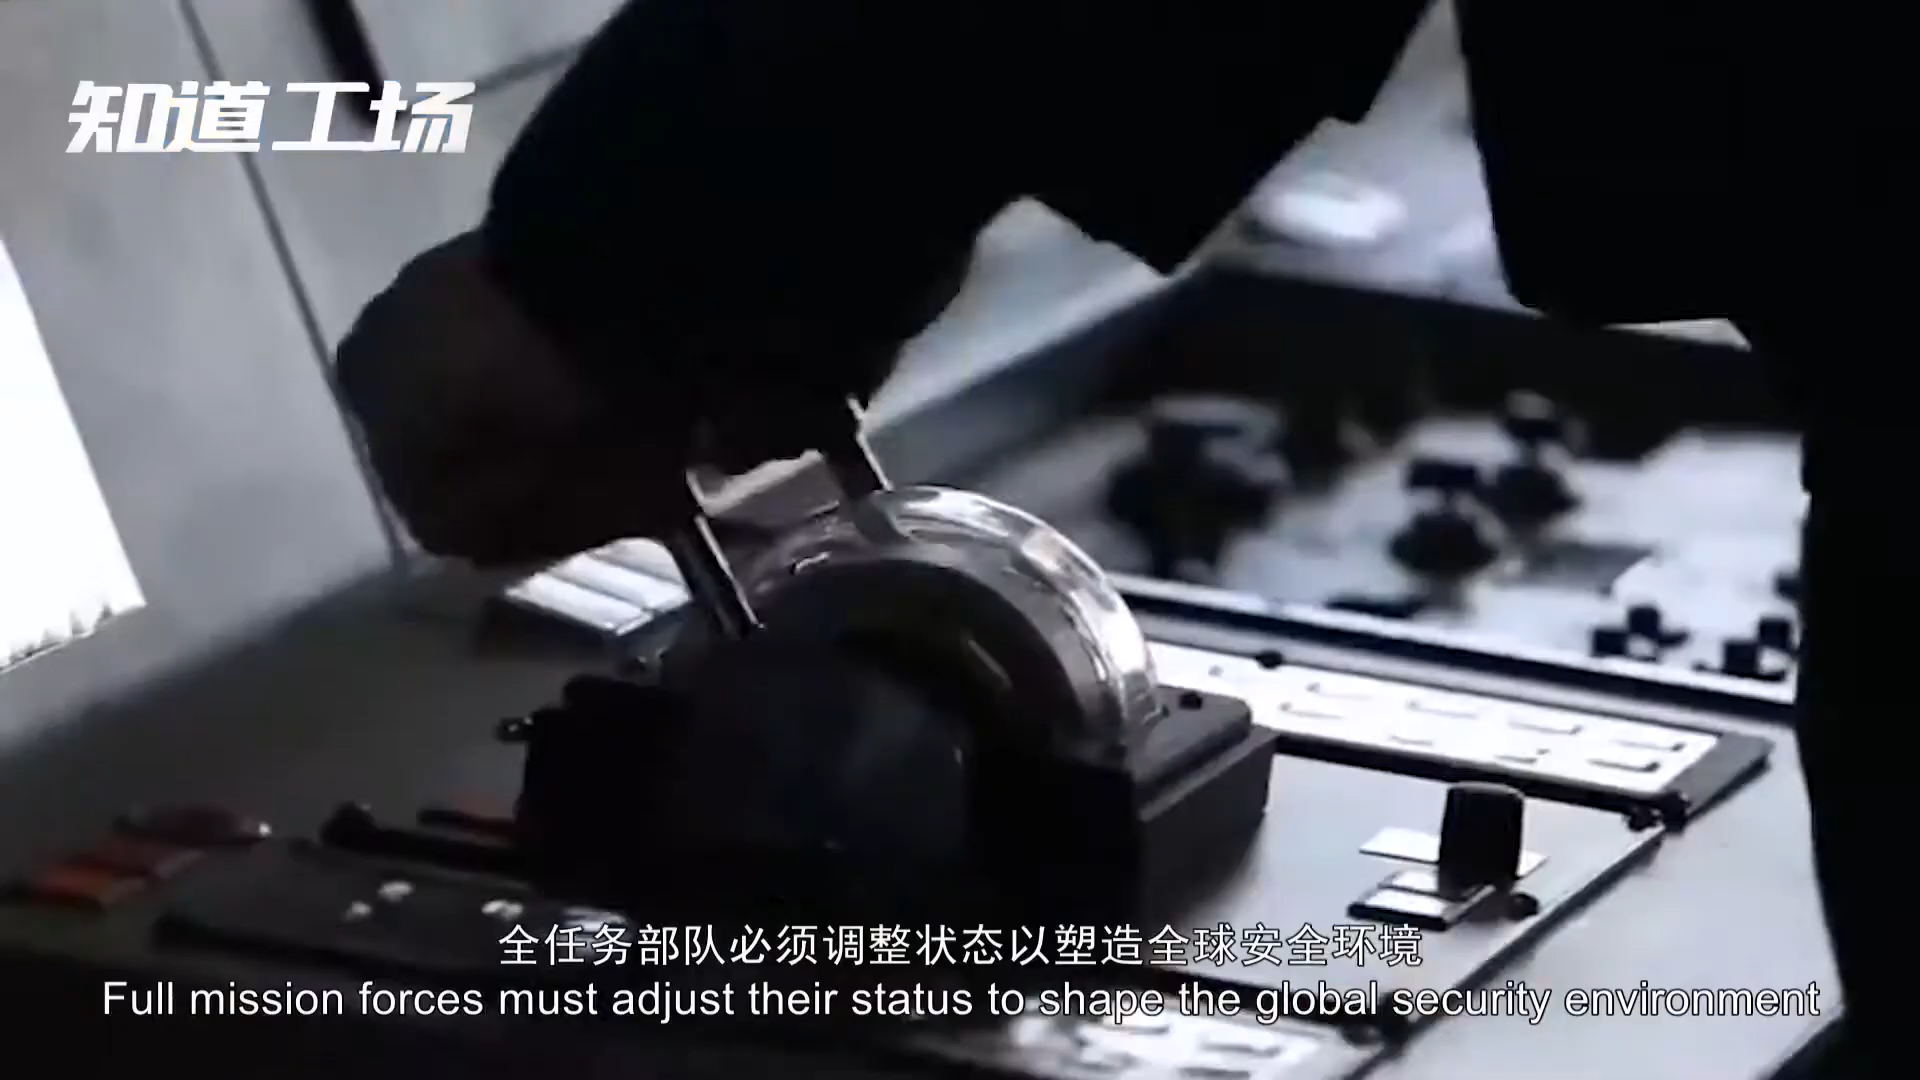 知道工场
全任务部队必须调整状态以塑造全球安全环境
Full mission forces must adjust their status to shape the global security environment